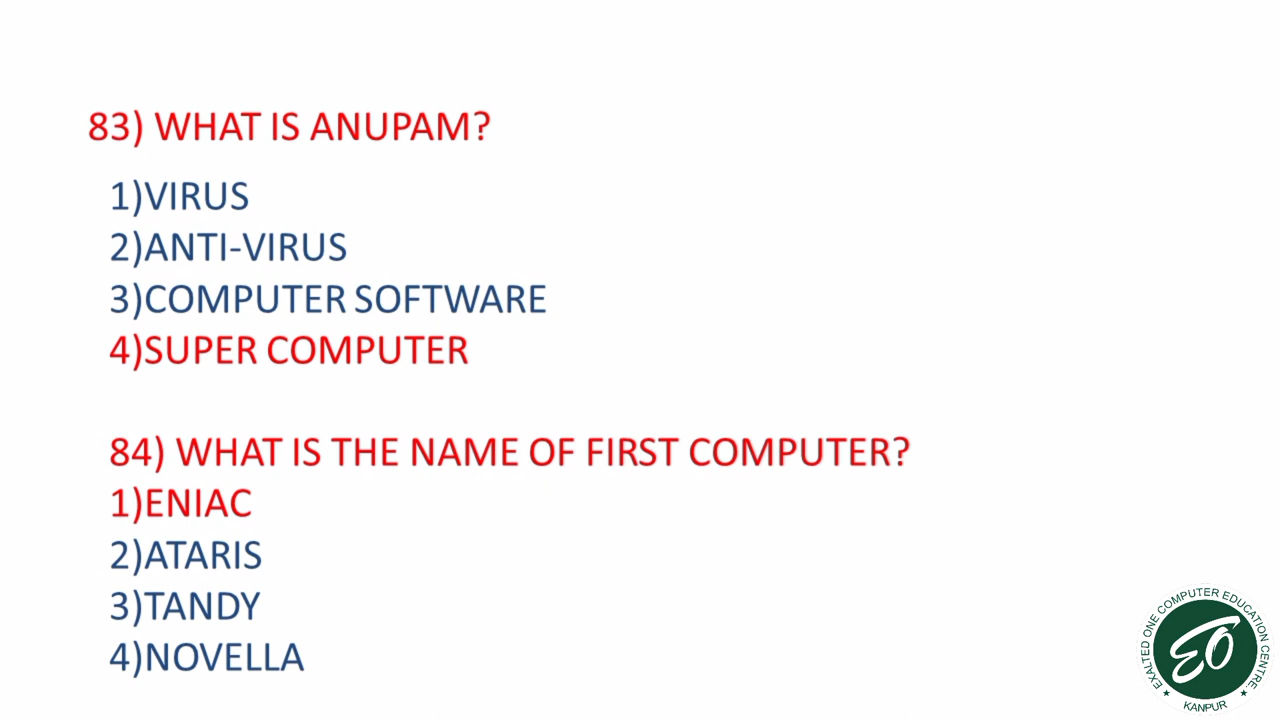 83) WHAT IS ANUPAM?
1)VIRUS
2)ANTI-VIRUS
3)COMPUTER SOFTWARE
4)SUPER COMPUTER
84) WHAT IS THE NAME OF FIRST COMPUTER?
1)ENIAC
2)ATARIS
3)TANDY
4)NOVELLA
EXALTED ONE COMPUTER EDUCATION CENTRE.
EO
KANPUR